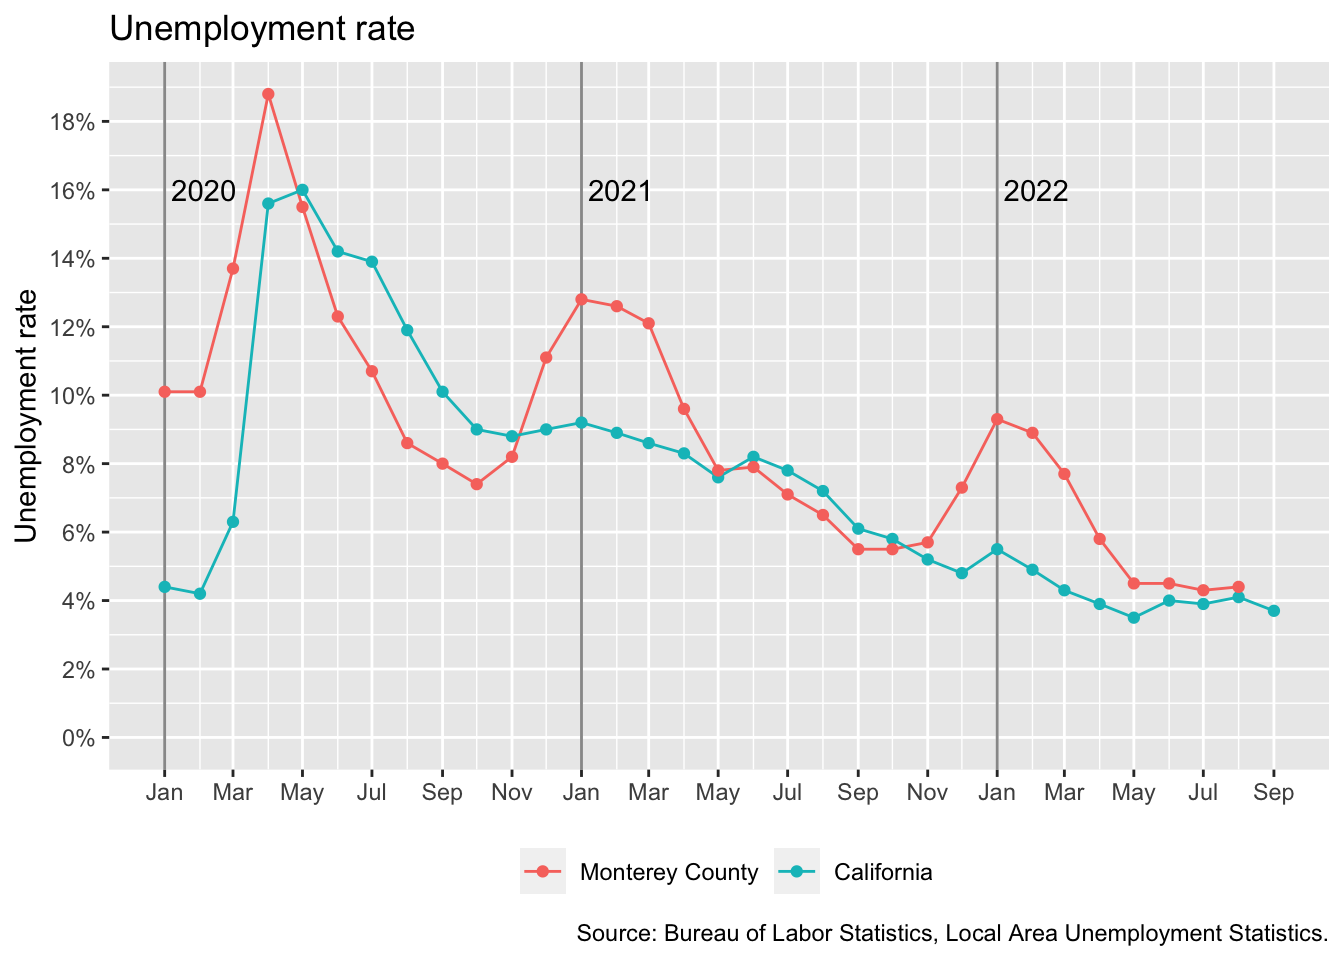 Unemployment rate
Unemployment rate
18%
16%
14%
12%
10%
8%
6%
4%
2%
0%
2020
2021
2022
Jan Mar May Jul Sep Nov Jan Mar May Jul Sep Nov Jan Mar May Jul Sep
Monterey County California
Source: Bureau of Labor Statistics, Local Area Unemployment Statistics.